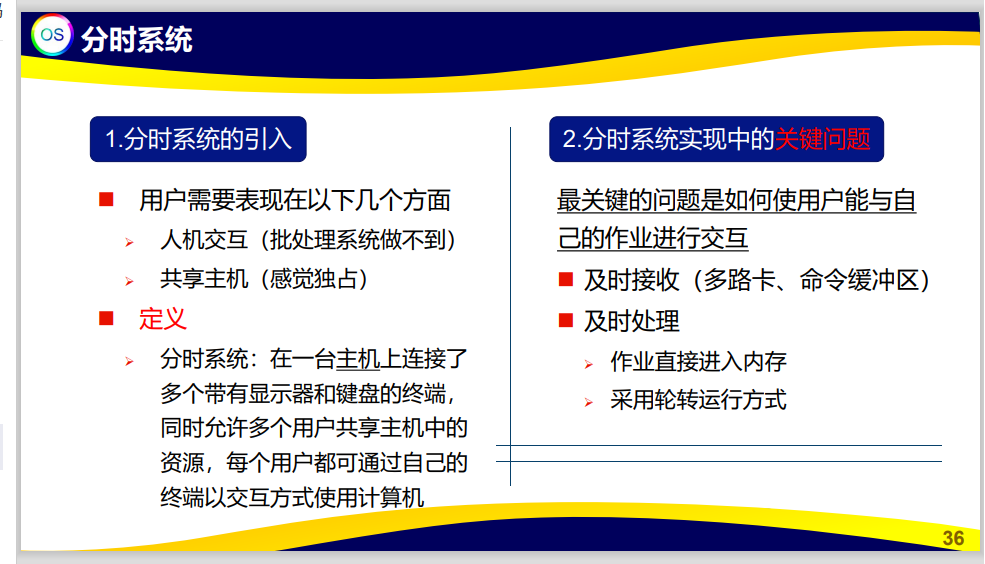 OS
分时系统
1.分时系统的引入
用户需要表现在以下几个方面
人机交互（批处理系统做不到）
共享主机（感觉独占）
定义
分时系统：在一台主机上连接了
多个带有显示器和键盘的终端，
同时允许多个用户共享主机中的
资源，每个用户都可通过自己的
终端以交互方式使用计算机
2.分时系统实现中的关键问题
最关键的问题是如何使用户能与自
己的作业进行交互
及时接收（多路卡、命令缓冲区）
及时处理
作业直接进入内存
采用轮转运行方式
36